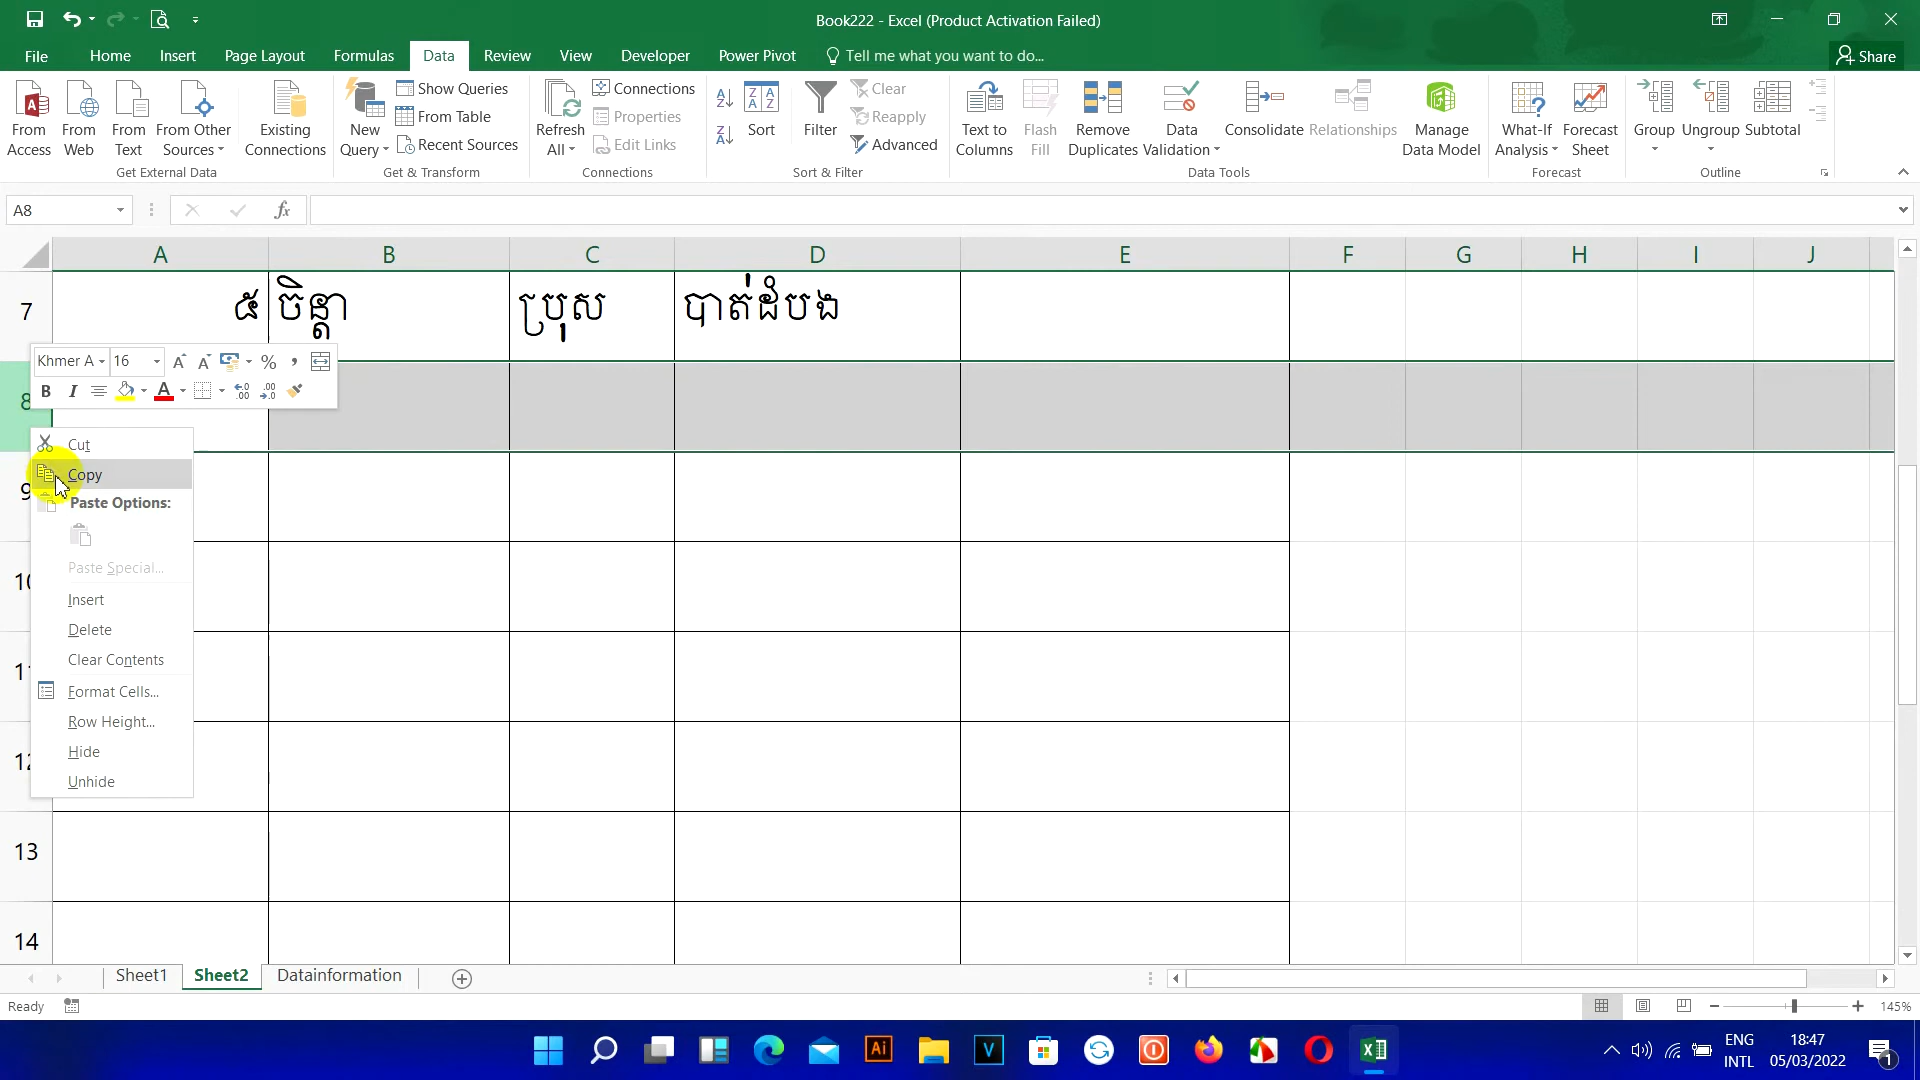 Book222 - Excel (Product Activation Failed)
File Home Insert Page Layout Formulas Data Review View Developer Power Pivot Tell me what you want to do... Share
From Access
From Web
From Text
From Other Sources
Existing Connections
Get External Data
New Query
Show Queries
From Table
Recent Sources
Get & Transform
Refresh All
Connections
Properties
Edit Links
Connections
Sort
Filter
Clear
Reapply
Advanced
Sort & Filter
Text to Columns
Flash Fill
Remove Duplicates
Data Validation
Consolidate
Relationships
Manage Data Model
Data Tools
What-If Analysis
Forecast Sheet
Forecast
Group
Ungroup
Subtotal
Outline
A8
fx
A B C D E F G H I J
7 ៥ ចិន្តា ប្រុស បាត់ដំបង
Khmer A 16
B I A
8
Cut
Copy
Paste Options:
Paste Special...
Insert
Delete
Clear Contents
Format Cells...
Row Height...
Hide
Unhide
9
10
11
12
13
14
Sheet1 Sheet2 Datainformation
Ready
145%
Ai
V
ENG
INTL
18:47
05/03/2022
1